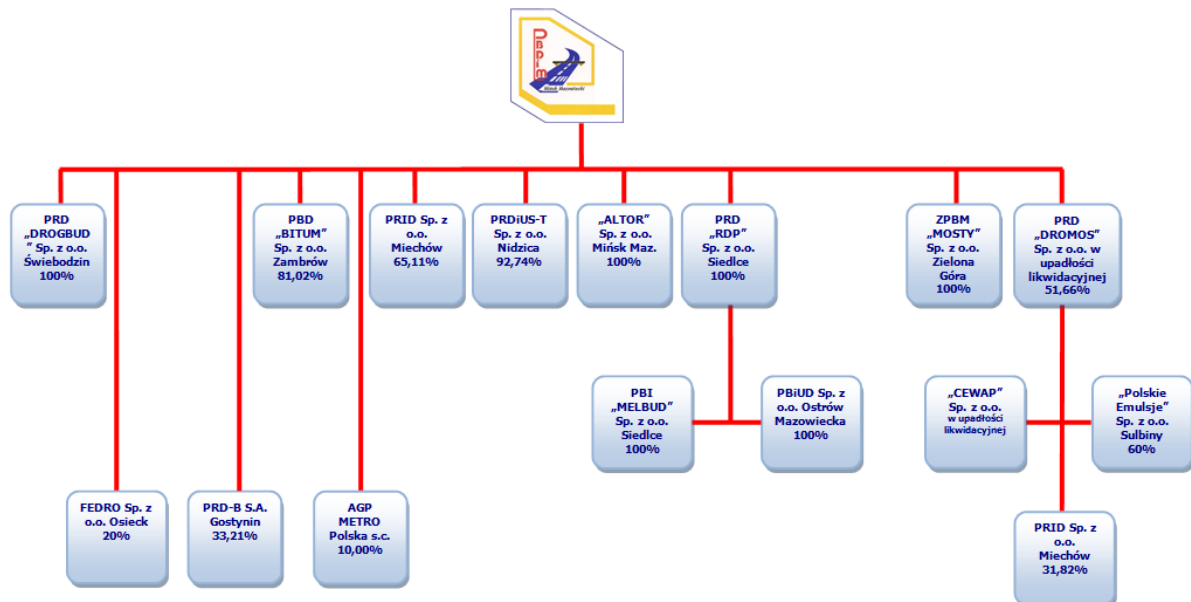 PBDiM
Mińsk Mazowiecki
PRD
„DROGBUD
” Sp. z o.o.
Świebodzin
100%
PBD
„BITUM”
Sp. z o.o.
Zambrów
81,02%
PRID Sp. z
o.o.
Miechów
65,11%
PRDiUS-T
Sp. z o.o.
Nidzica
92,74%
„ALTOR”
Sp. z o.o.
Mińsk Maz.
100%
PRD
„RDP”
Sp. z o.o.
Siedlce
100%
ZPBM
„MOSTY”
Sp. z o.o.
Zielona
Góra
100%
PRD
„DROMOS”
Sp. z o.o. w
upadłości
likwidacyjnej
51,66%
PBI
„MELBUD”
Sp. z o.o.
Siedlce
100%
PBiUD Sp. z
o.o. Ostrów
Mazowiecka
100%
„CEWAP”
Sp. z o.o.
w upadłości
likwidacyjnej
„Polskie
Emulsje”
Sp. z o.o.
Sulbiny
60%
FEDRO Sp. z
o.o. Osieck
20%
PRD-B S.A.
Gostynin
33,21%
AGP
METRO
Polska s.c.
10,00%
PRID Sp. z
o.o.
Miechów
31,82%